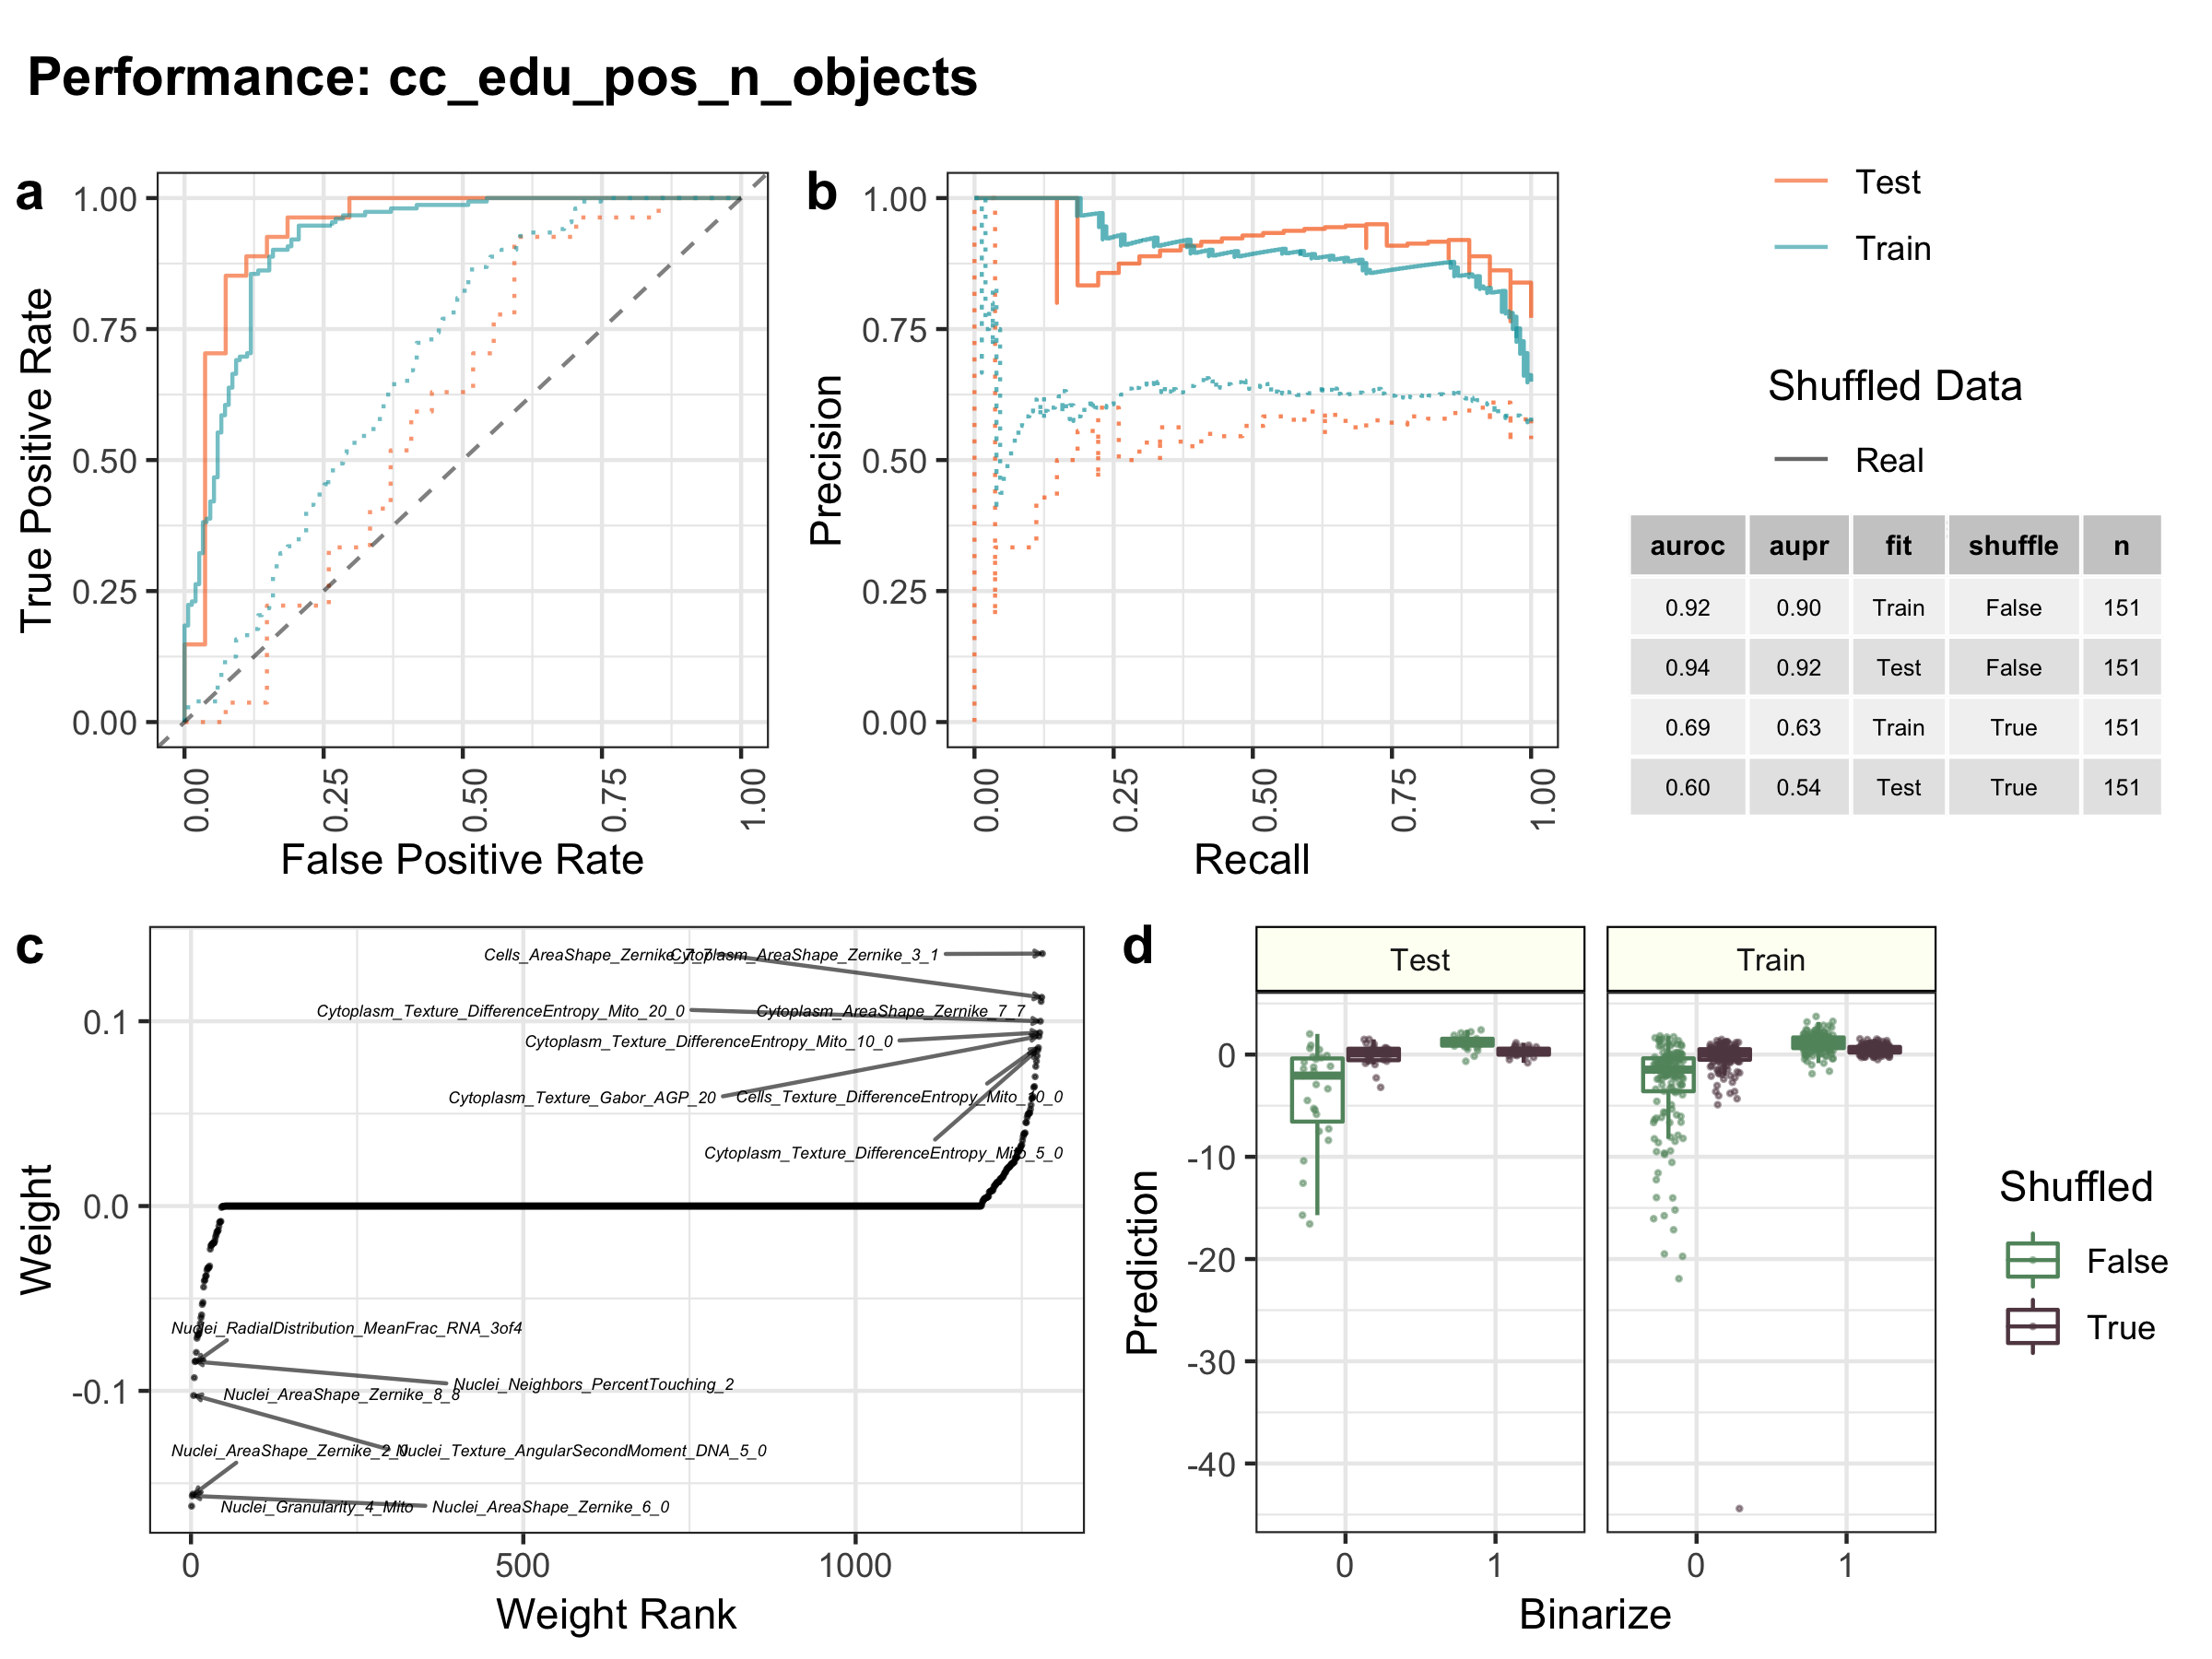 Performance: cc_edu_pos_n_objects
a
1.00
0.75
0.50
0.25
0.00
True Positive Rate
0.00
0.25
0.50
0.75
1.00
False Positive Rate
b
1.00
0.75
0.50
0.25
0.00
Precision
0.00
0.25
0.50
0.75
1.00
Recall
Test
Train
Shuffled Data
Real
auroc aupr fit shuffle n
0.92 0.90 Train False 151
0.94 0.92 Test False 151
0.69 0.63 Train True 151
0.60 0.54 Test True 151
c
0.1
0.0
-0.1
Weight
Cells_AreaShape_Zernike_7_7
Cytoplasm_AreaShape_Zernike_3_1
Cytoplasm_Texture_DifferenceEntropy_Mito_20_0
Cytoplasm_AreaShape_Zernike_7_7
Cytoplasm_Texture_DifferenceEntropy_Mito_10_0
Cytoplasm_Texture_Gabor_AGP_20
Cells_Texture_DifferenceEntropy_Mito_10_0
Cytoplasm_Texture_DifferenceEntropy_Mito_5_0
Nuclei_RadialDistribution_MeanFrac_RNA_3of4
Nuclei_Neighbors_PercentTouching_2
Nuclei_AreaShape_Zernike_8_8
Nuclei_AreaShape_Zernike_2_0
Nuclei_Texture_AngularSecondMoment_DNA_5_0
Nuclei_Granularity_4_Mito
Nuclei_AreaShape_Zernike_6_0
0
500
1000
Weight Rank
d
Test
Train
0
-10
-20
-30
-40
Prediction
0
1
0
1
Binarize
Shuffled
False
True